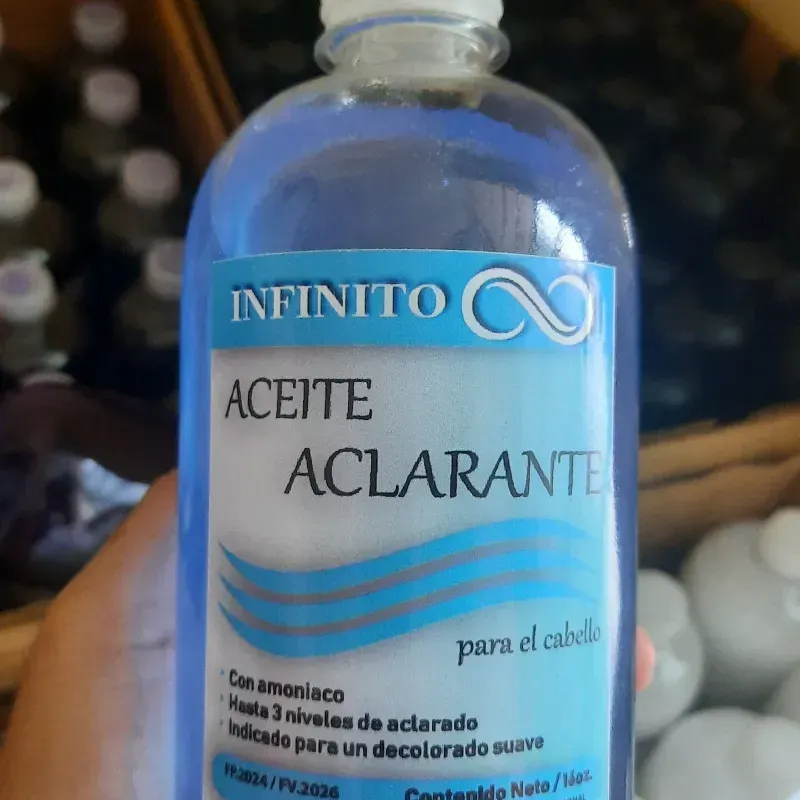 INFINITO
ACEITE
ACLARANTE
para el cabello
· Con amoniaco
· Hasta 3 niveles de aclarado
· Indicado para un decolorado suave
FP.2024 / FV.2026
Contenido Neto / 16oz.